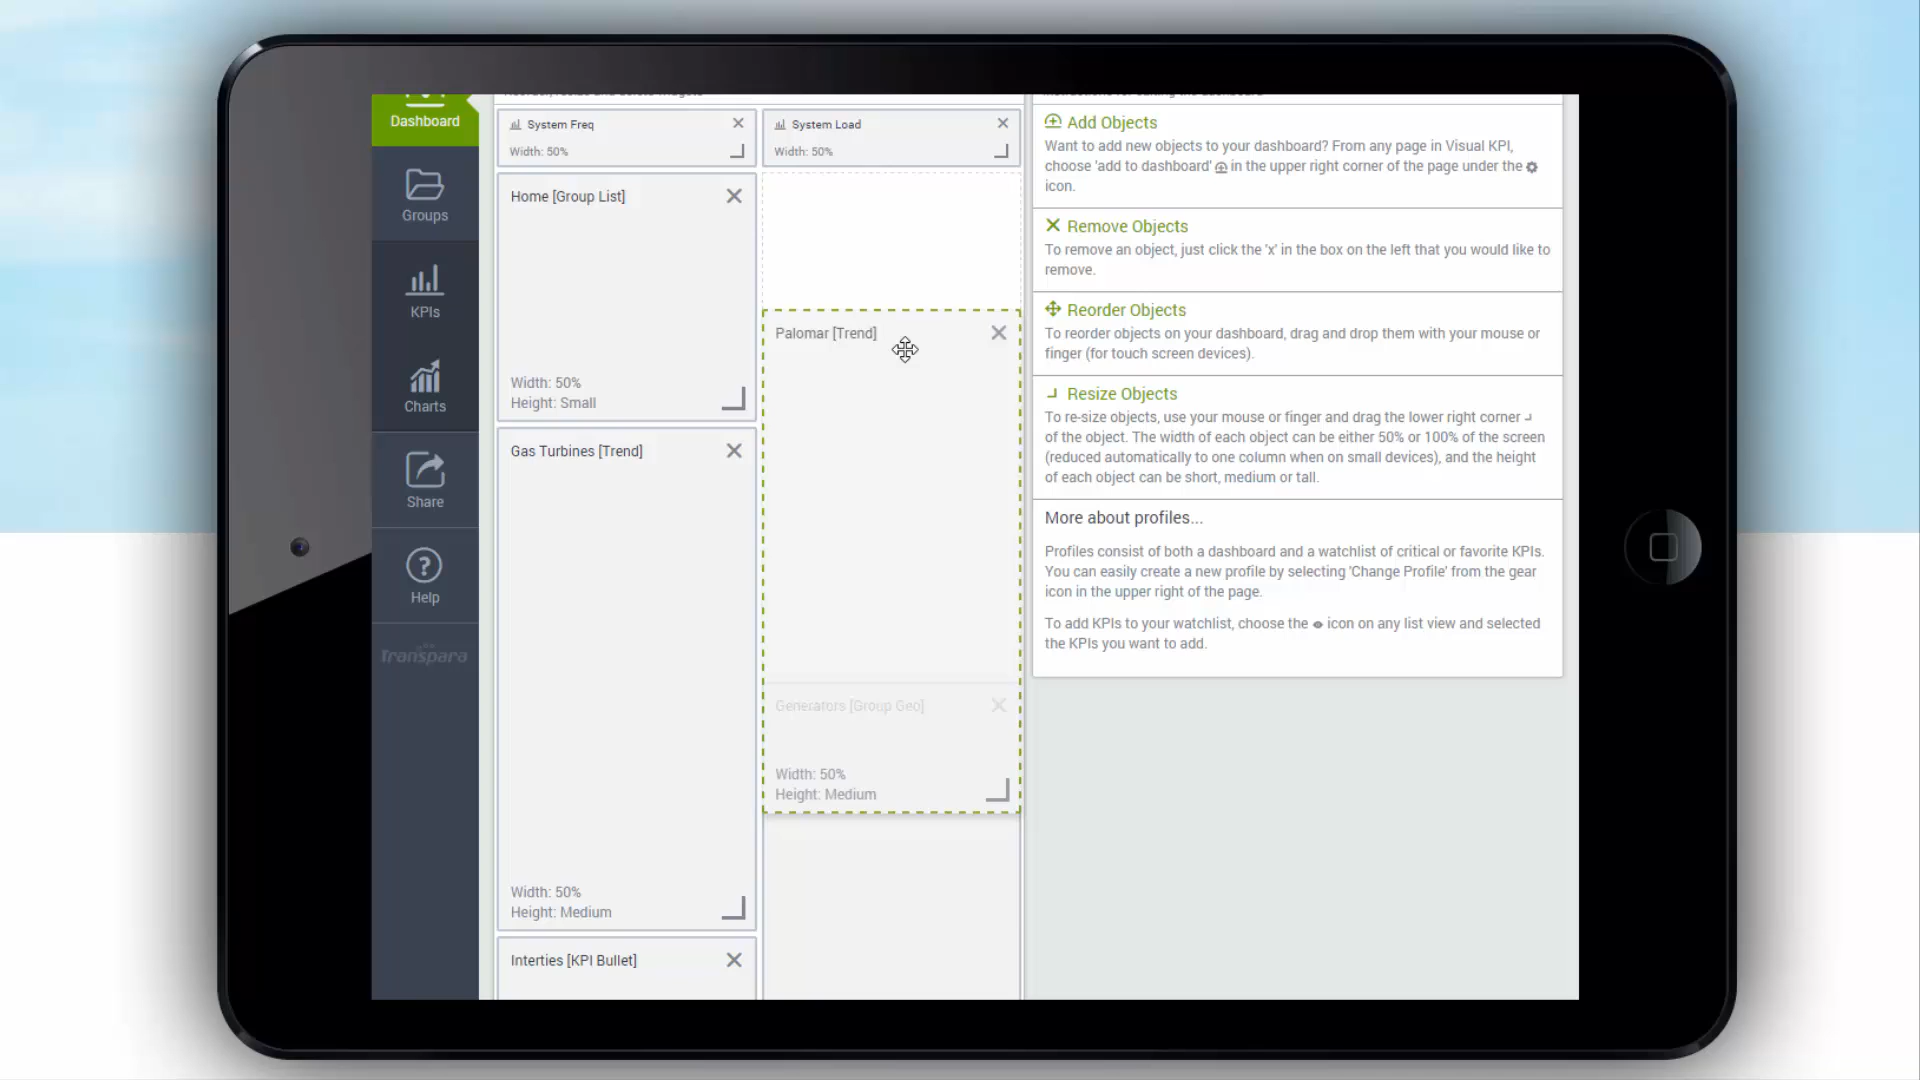 Dashboard
Groups
KPIs
Charts
Share
Help
Transpara
System Freq
Width: 50%
System Load
Width: 50%
Home [Group List]
Width: 50%
Height: Small
Gas Turbines [Trend]
Width: 50%
Height: Medium
Interties [KPI Bullet]
Palomar [Trend]
Generators [Group Geo]
Width: 50%
Height: Medium
Add Objects
Want to add new objects to your dashboard? From any page in Visual KPI,
choose 'add to dashboard' in the upper right corner of the page under the
icon.
Remove Objects
To remove an object, just click the 'x' in the box on the left that you would like to
remove.
Reorder Objects
To reorder objects on your dashboard, drag and drop them with your mouse or
finger (for touch screen devices).
Resize Objects
To re-size objects, use your mouse or finger and drag the lower right corner
of the object. The width of each object can be either 50% or 100% of the screen
(reduced automatically to one column when on small devices), and the height
of each object can be short, medium or tall.
More about profiles...
Profiles consist of both a dashboard and a watchlist of critical or favorite KPIs.
You can easily create a new profile by selecting 'Change Profile' from the gear
icon in the upper right of the page.
To add KPIs to your watchlist, choose the icon on any list view and selected
the KPIs you want to add.